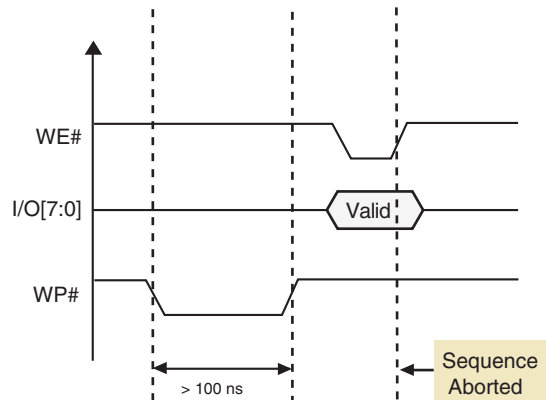 WE#
I/O[7:0]
Valid
WP#
> 100 ns
Sequence
Aborted